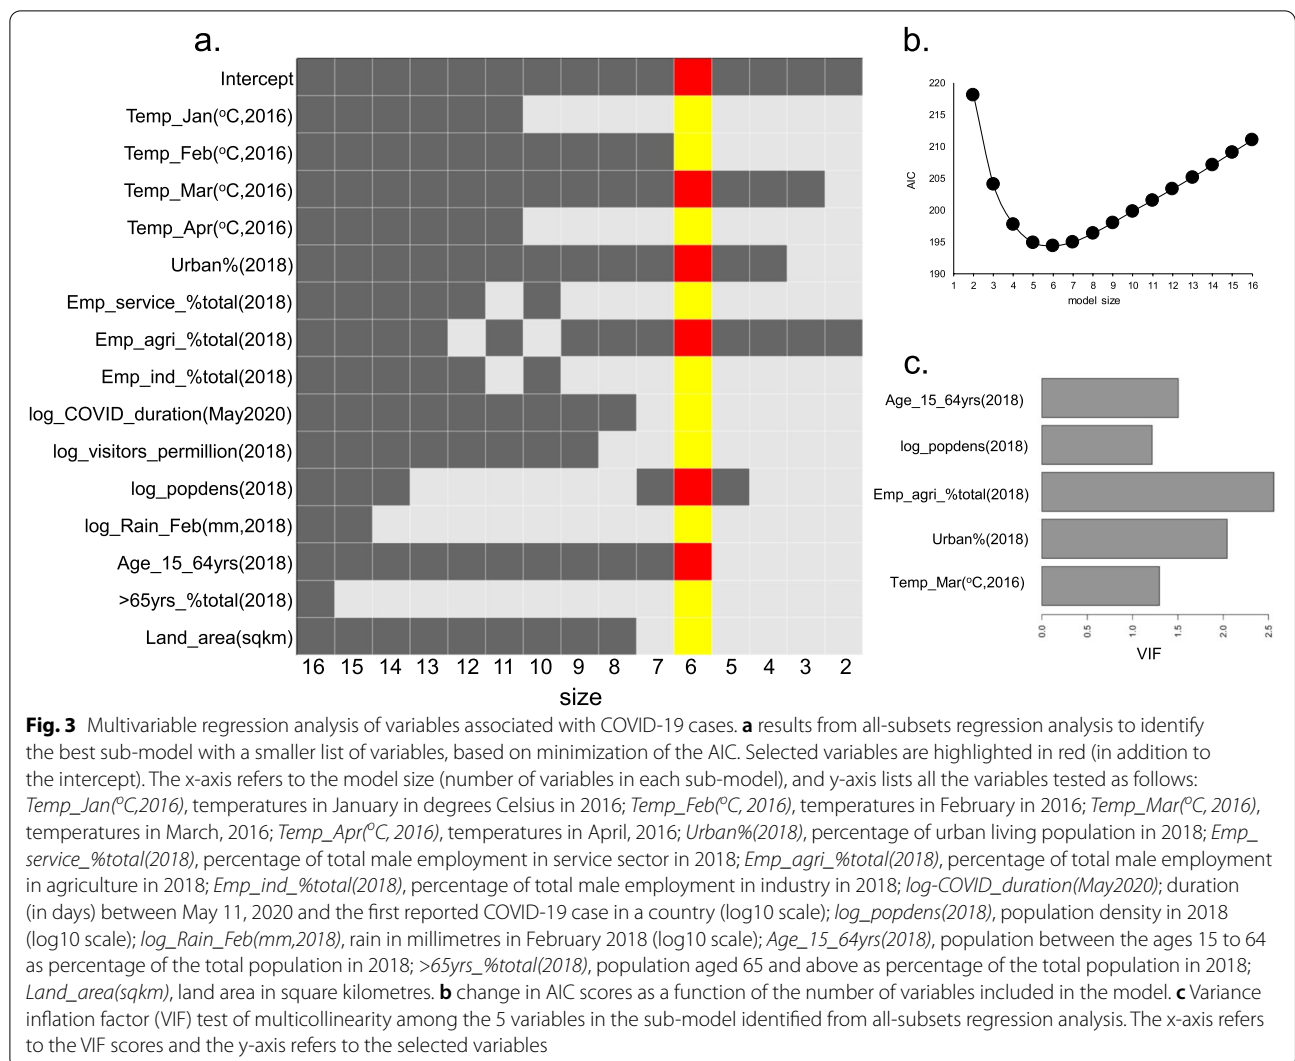 a.
Intercept
Temp_Jan(⁰C,2016)
Temp_Feb(⁰C,2016)
Temp_Mar(⁰C,2016)
Temp_Apr(⁰C,2016)
Urban%(2018)
Emp_service_%total(2018)
Emp_agri_%total(2018)
Emp_ind_%total(2018)
log_COVID_duration(May2020)
log_visitors_permillion(2018)
log_popdens(2018)
log_Rain_Feb(mm,2018)
Age_15_64yrs(2018)
>65yrs_%total(2018)
Land_area(sqkm)
16 15 14 13 12 11 10 9 8 7 6 5 4 3 2
size
b.
220
215
210
205
200
195
190
AIC
1 2 3 4 5 6 7 8 9 10 11 12 13 14 15 16
model size
c.
Age_15_64yrs(2018)
log_popdens(2018)
Emp_agri_%total(2018)
Urban%(2018)
Temp_Mar(⁰C,2016)
0.0 0.5 1.0 1.5 2.0 2.5
VIF
Fig. 3 Multivariable regression analysis of variables associated with COVID-19 cases. a results from all-subsets regression analysis to identify
the best sub-model with a smaller list of variables, based on minimization of the AIC. Selected variables are highlighted in red (in addition to
the intercept). The x-axis refers to the model size (number of variables in each sub-model), and y-axis lists all the variables tested as follows:
Temp_Jan(⁰C,2016), temperatures in January in degrees Celsius in 2016; Temp_Feb(⁰C, 2016), temperatures in February in 2016; Temp_Mar(⁰C, 2016),
temperatures in March, 2016; Temp_Apr(⁰C, 2016), temperatures in April, 2016; Urban%(2018), percentage of urban living population in 2018; Emp_
service_%total(2018), percentage of total male employment in service sector in 2018; Emp_agri_%total(2018), percentage of total male employment
in agriculture in 2018; Emp_ind_%total(2018), percentage of total male employment in industry in 2018; log-COVID_duration(May2020); duration
(in days) between May 11, 2020 and the first reported COVID-19 case in a country (log10 scale); log_popdens(2018), population density in 2018
(log10 scale); log_Rain_Feb(mm,2018), rain in millimetres in February 2018 (log10 scale); Age_15_64yrs(2018), population between the ages 15 to 64
as percentage of the total population in 2018; >65yrs_%total(2018), population aged 65 and above as percentage of the total population in 2018;
Land_area(sqkm), land area in square kilometres. b change in AIC scores as a function of the number of variables included in the model. c Variance
inflation factor (VIF) test of multicollinearity among the 5 variables in the sub-model identified from all-subsets regression analysis. The x-axis refers
to the VIF scores and the y-axis refers to the selected variables